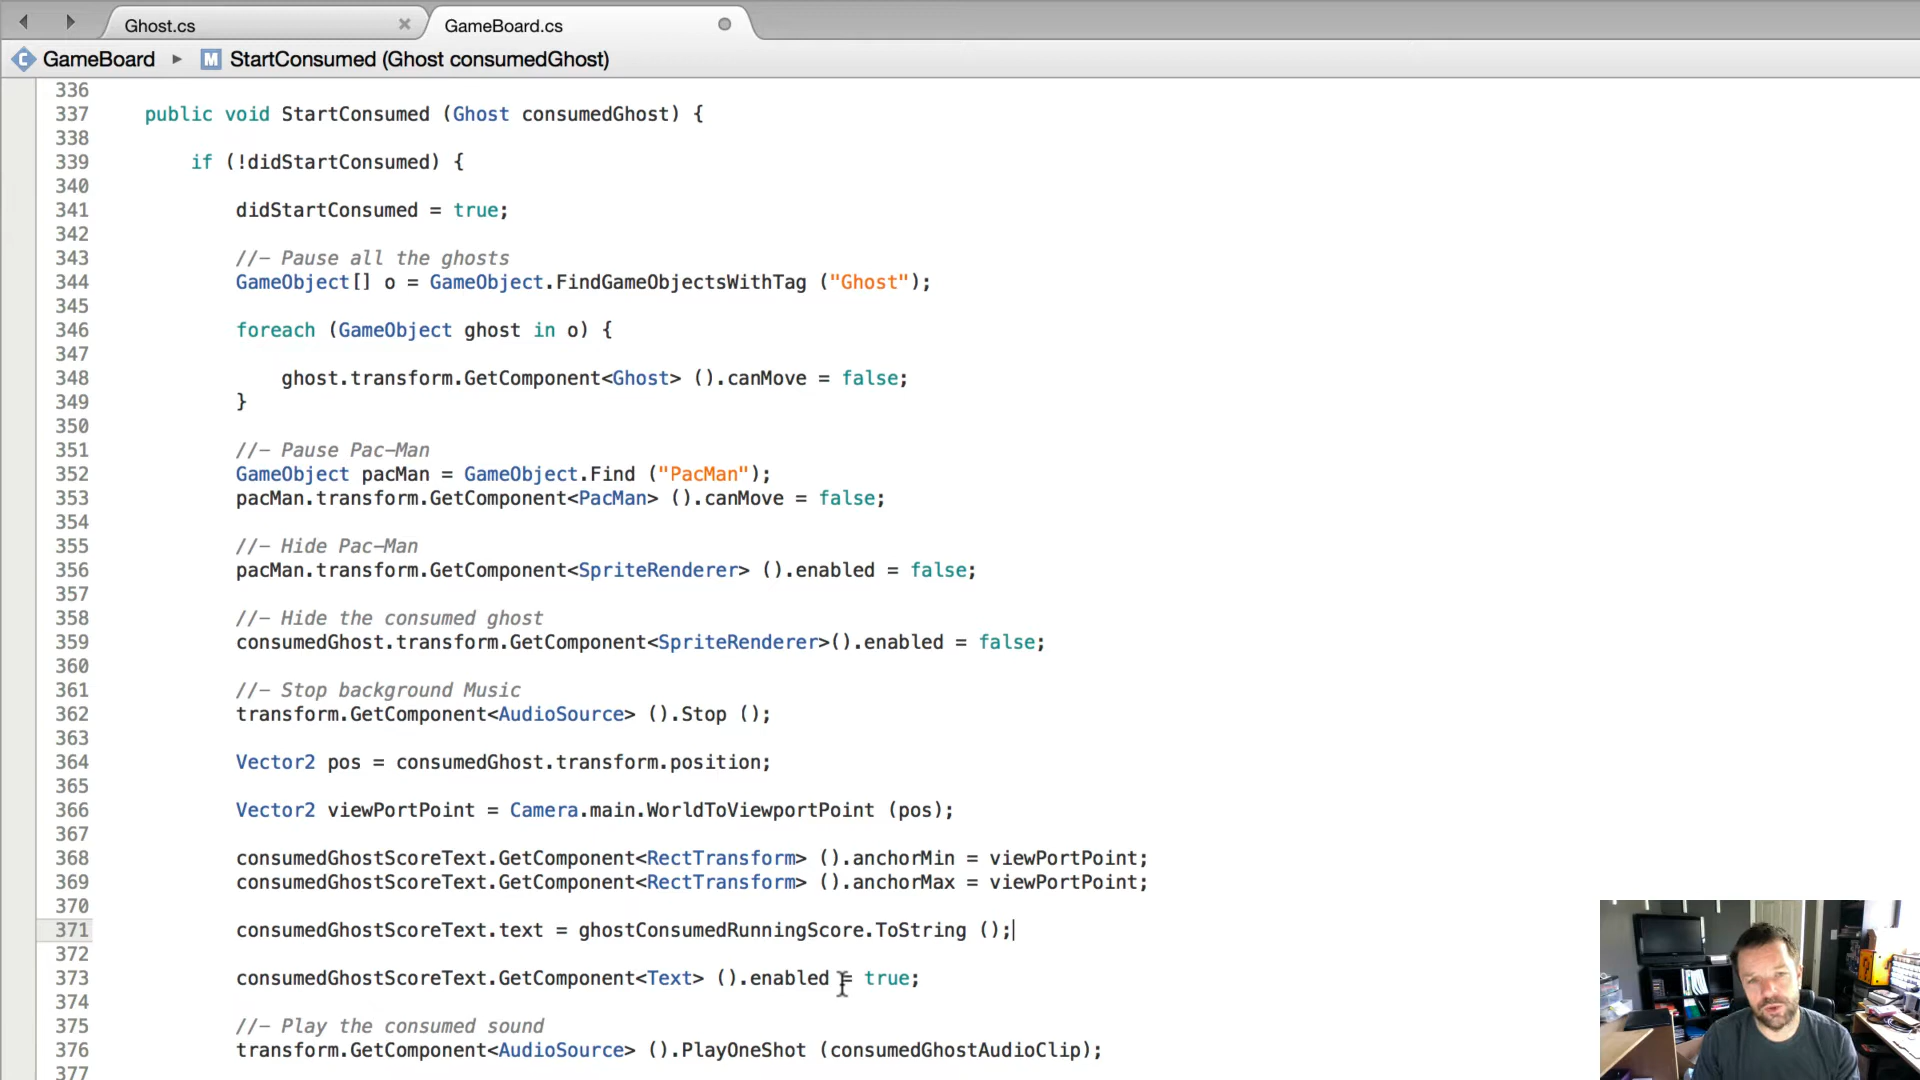 Ghost.cs
GameBoard.cs
GameBoard StartConsumed (Ghost consumedGhost)
336
337 public void StartConsumed (Ghost consumedGhost) {
338
339 if (!didStartConsumed) {
340
341 didStartConsumed = true;
342
343 //- Pause all the ghosts
344 GameObject[] o = GameObject.FindGameObjectsWithTag ("Ghost");
345
346 foreach (GameObject ghost in o) {
347
348 ghost.transform.GetComponent<Ghost> ().canMove = false;
349 }
350
351 //- Pause Pac-Man
352 GameObject pacMan = GameObject.Find ("PacMan");
353 pacMan.transform.GetComponent<PacMan> ().canMove = false;
354
355 //- Hide Pac-Man
356 pacMan.transform.GetComponent<SpriteRenderer> ().enabled = false;
357
358 //- Hide the consumed ghost
359 consumedGhost.transform.GetComponent<SpriteRenderer>().enabled = false;
360
361 //- Stop background Music
362 transform.GetComponent<AudioSource> ().Stop ();
363
364 Vector2 pos = consumedGhost.transform.position;
365
366 Vector2 viewPortPoint = Camera.main.WorldToViewportPoint (pos);
367
368 consumedGhostScoreText.GetComponent<RectTransform> ().anchorMin = viewPortPoint;
369 consumedGhostScoreText.GetComponent<RectTransform> ().anchorMax = viewPortPoint;
370
371 consumedGhostScoreText.text = ghostConsumedRunningScore.ToString ();
372
373 consumedGhostScoreText.GetComponent<Text> ().enabled = true;
374
375 //- Play the consumed sound
376 transform.GetComponent<AudioSource> ().PlayOneShot (consumedGhostAudioClip);
377